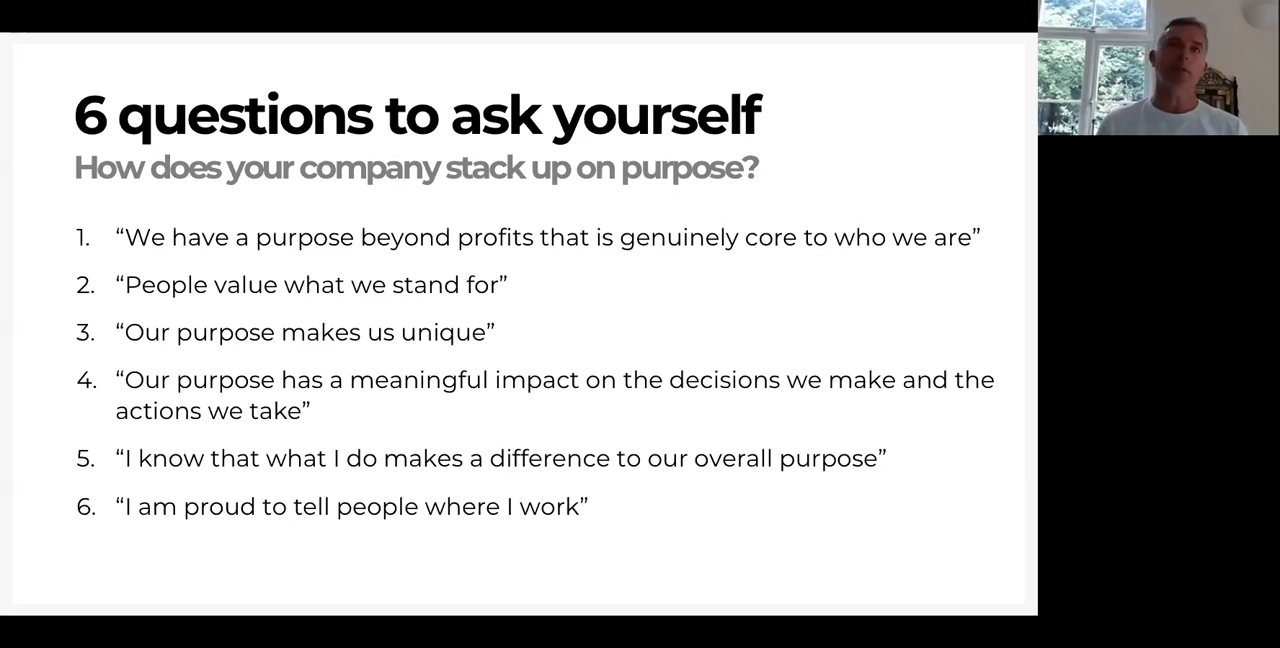 6 questions to ask yourself
How does your company stack up on purpose?
1. “We have a purpose beyond profits that is genuinely core to who we are”
2. “People value what we stand for”
3. “Our purpose makes us unique”
4. “Our purpose has a meaningful impact on the decisions we make and the
actions we take”
5. “I know that what I do makes a difference to our overall purpose”
6. “I am proud to tell people where I work”